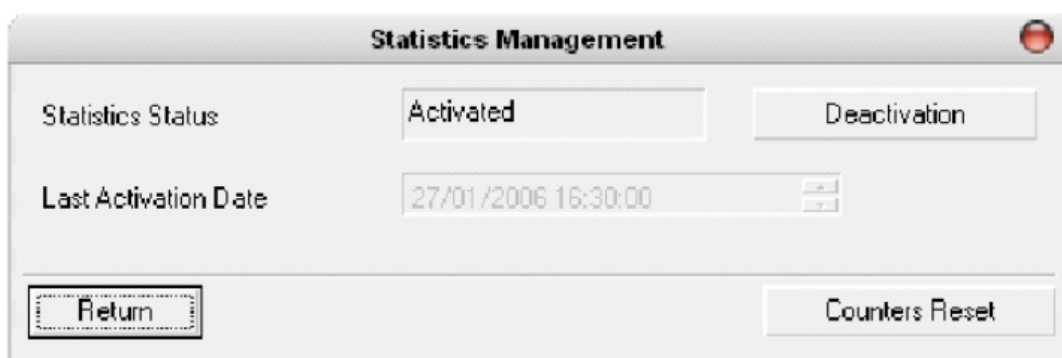 Statistics Management
Statistics Status Activated Deactivation
Last Activation Date 27/01/2006 16:30:00
Return Counters Reset